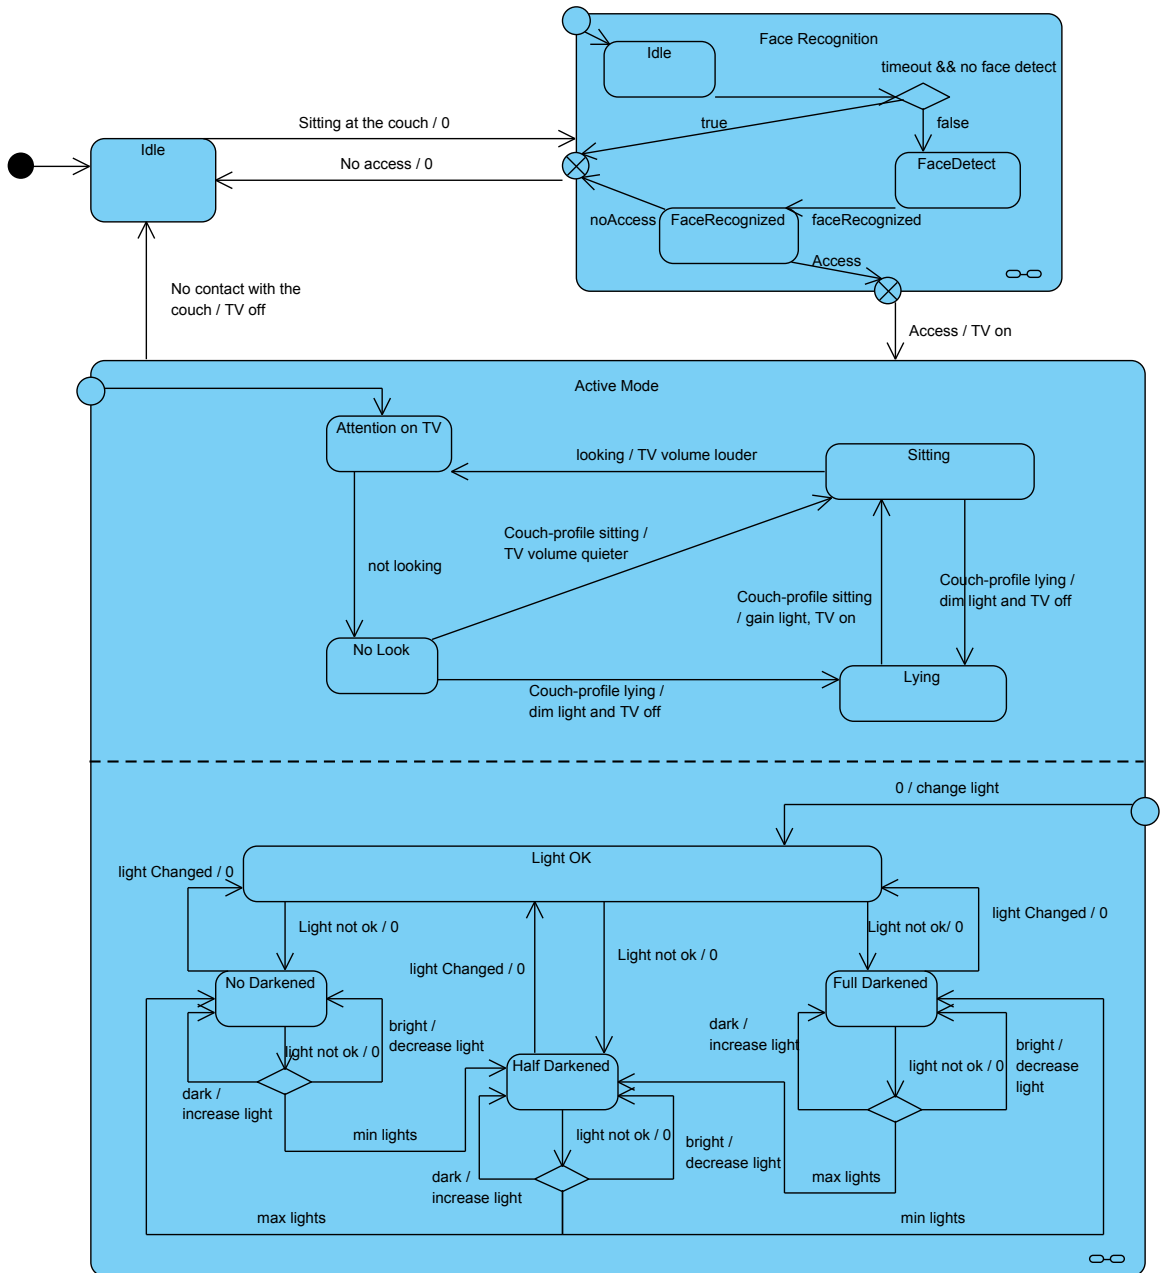 Face Recognition
Idle
timeout && no face detect
true
false
FaceDetect
faceRecognized
FaceRecognized
noAccess
Access
Sitting at the couch / 0
Idle
No access / 0
No contact with the
couch / TV off
Access / TV on
Active Mode
Attention on TV
looking / TV volume louder
Sitting
Couch-profile sitting /
TV volume quieter
not looking
Couch-profile sitting
/ gain light, TV on
Couch-profile lying /
dim light and TV off
No Look
Couch-profile lying /
dim light and TV off
Lying
0 / change light
Light OK
light Changed / 0
Light not ok / 0
light Changed / 0
Light not ok / 0
Light not ok/ 0
light Changed / 0
No Darkened
bright /
decrease light
light not ok / 0
dark /
increase light
min lights
Half Darkened
light not ok / 0
bright /
decrease light
dark /
increase light
Full Darkened
dark /
increase light
light not ok / 0
bright /
decrease
light
max lights
max lights
min lights